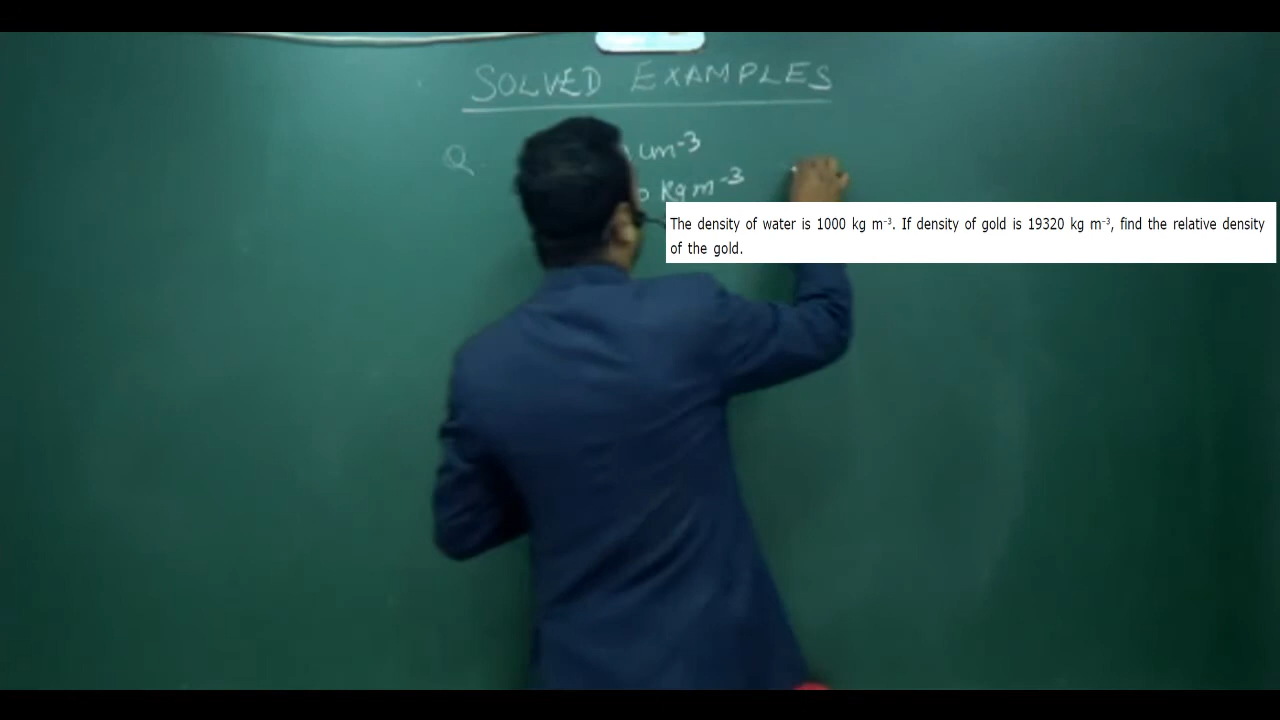 SOLVED EXAMPLES
Q.
cm⁻³
kg m⁻³
The density of water is 1000 kg m⁻³. If density of gold is 19320 kg m⁻³, find the relative density
of the gold.